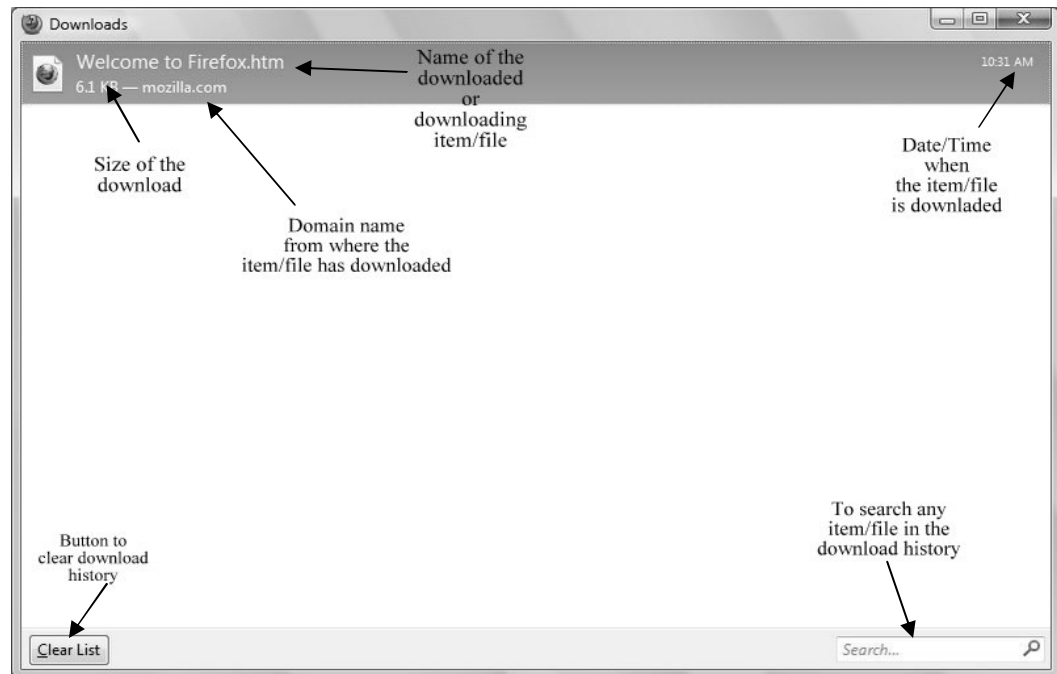 Downloads
Welcome to Firefox.htm
6.1 KB — mozilla.com
10:31 AM
Name of the
downloaded
or
downloading
item/file
Size of the
download
Domain name
from where the
item/file has downloaded
Date/Time
when
the item/file
is downladed
Button to
clear download
history
To search any
item/file in the
download history
Clear List
Search...